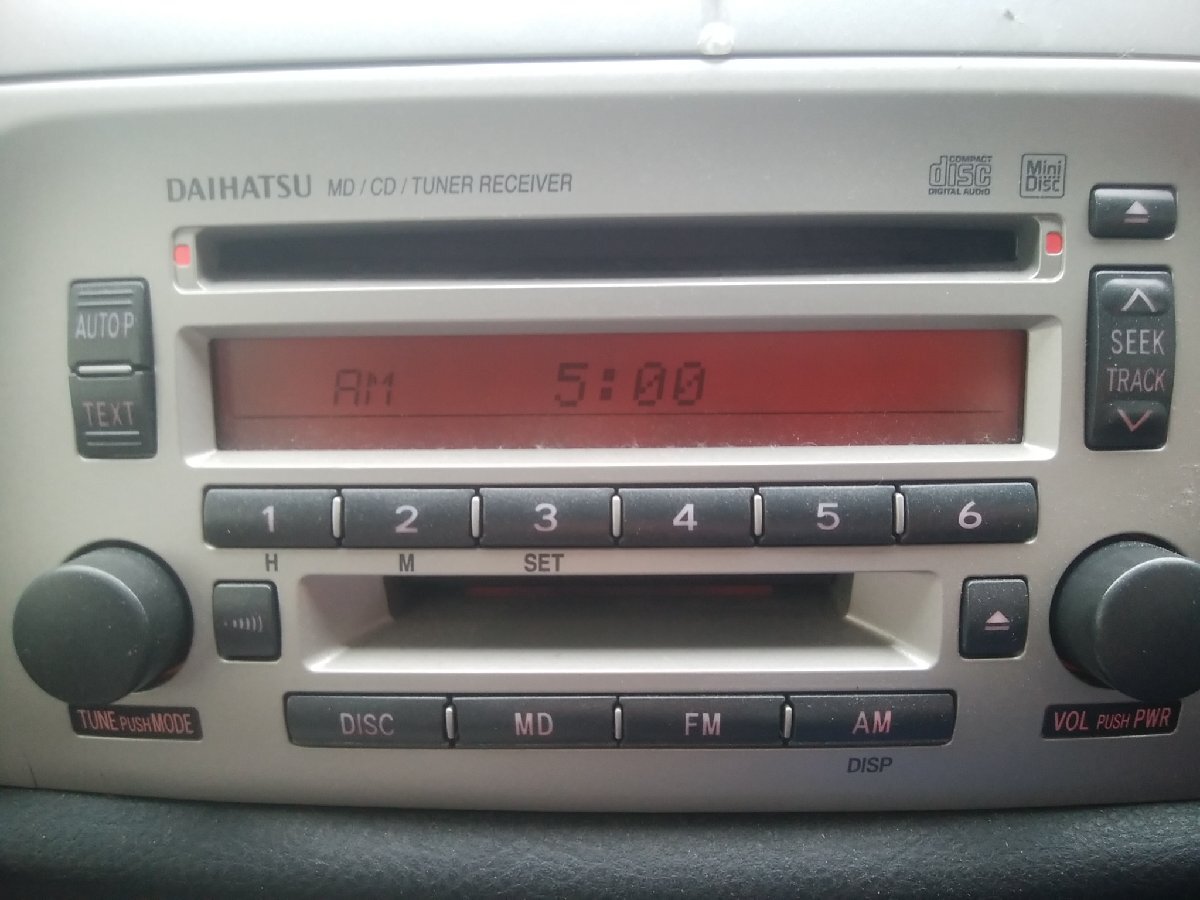 DAIHATSU MD / CD / TUNER RECEIVER
COMPACT
disc
DIGITAL AUDIO
Mini
Disc
AUTO P
TEXT
AM 5:00
SEEK
TRACK
1 2 3 4 5 6
H M SET
TUNE PUSH MODE
DISC MD FM AM
VOL PUSH PWR
DISP